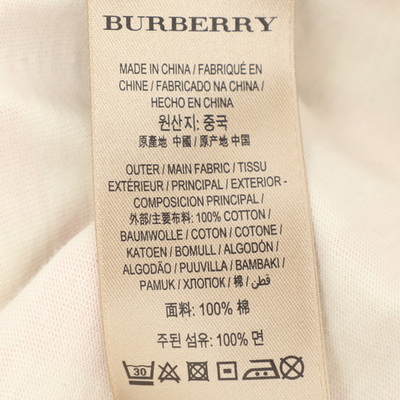 BURBERRY
MADE IN CHINA / FABRIQUÉ EN
CHINE / FABRICADO NA CHINA /
HECHO EN CHINA
원산지: 중국
原產地 中國 / 原产地 中国
OUTER / MAIN FABRIC / TISSU
EXTÉRIEUR / PRINCIPAL / EXTERIOR -
COMPOSICION PRINCIPAL /
外部/主要布料: 100% COTTON /
BAUMWOLLE / COTON / COTONE /
KATOEN / BOMULL / ALGODÓN /
ALGODÃO / PUUVILLA / BAMBAKI /
PAMUK / ХЛОПОК / 棉 / قطن
面料: 100% 棉
주된 섬유: 100% 면
30